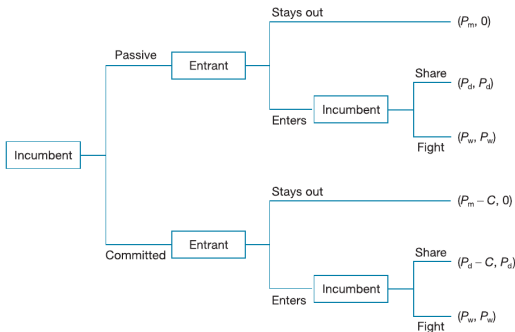 Stays out
(Pm, 0)
Passive
Entrant
Share
(Pd, Pd)
Enters
Incumbent
Fight
(Pw, Pw)
Incumbent
Stays out
(Pm – C, 0)
Committed
Entrant
Share
(Pd – C, Pd)
Enters
Incumbent
Fight
(Pw, Pw)